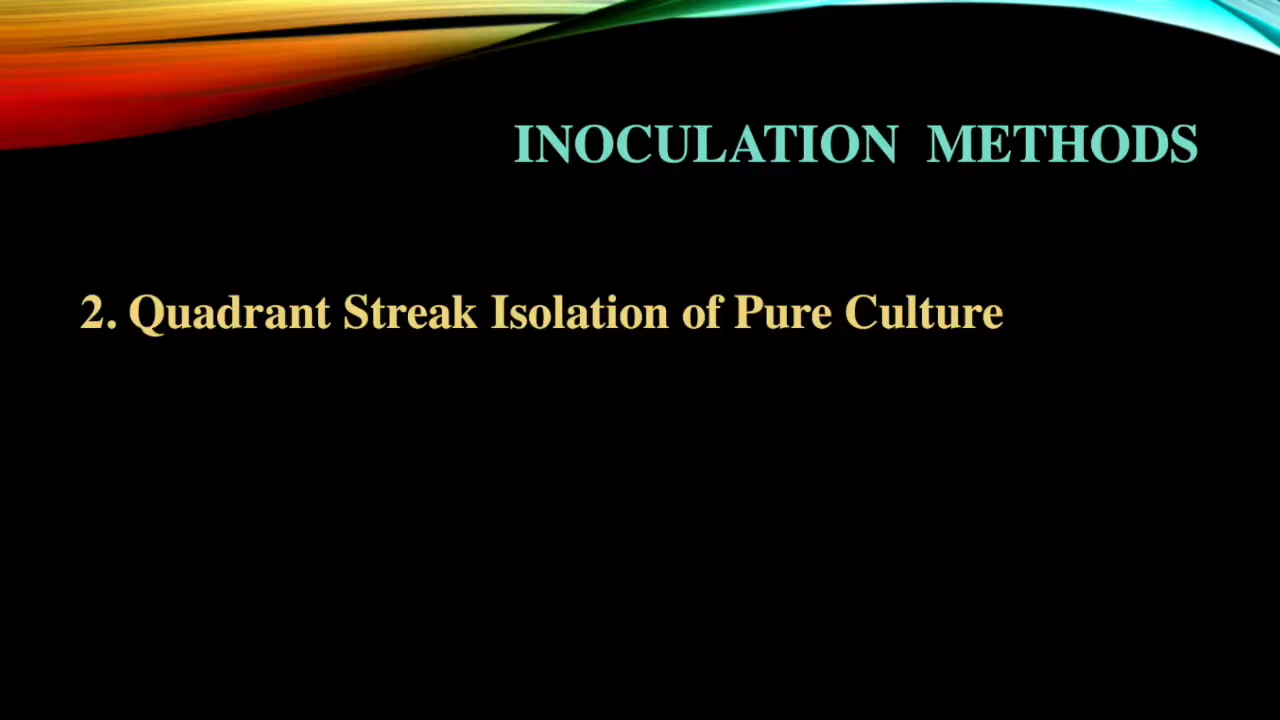 INOCULATION METHODS
2. Quadrant Streak Isolation of Pure Culture